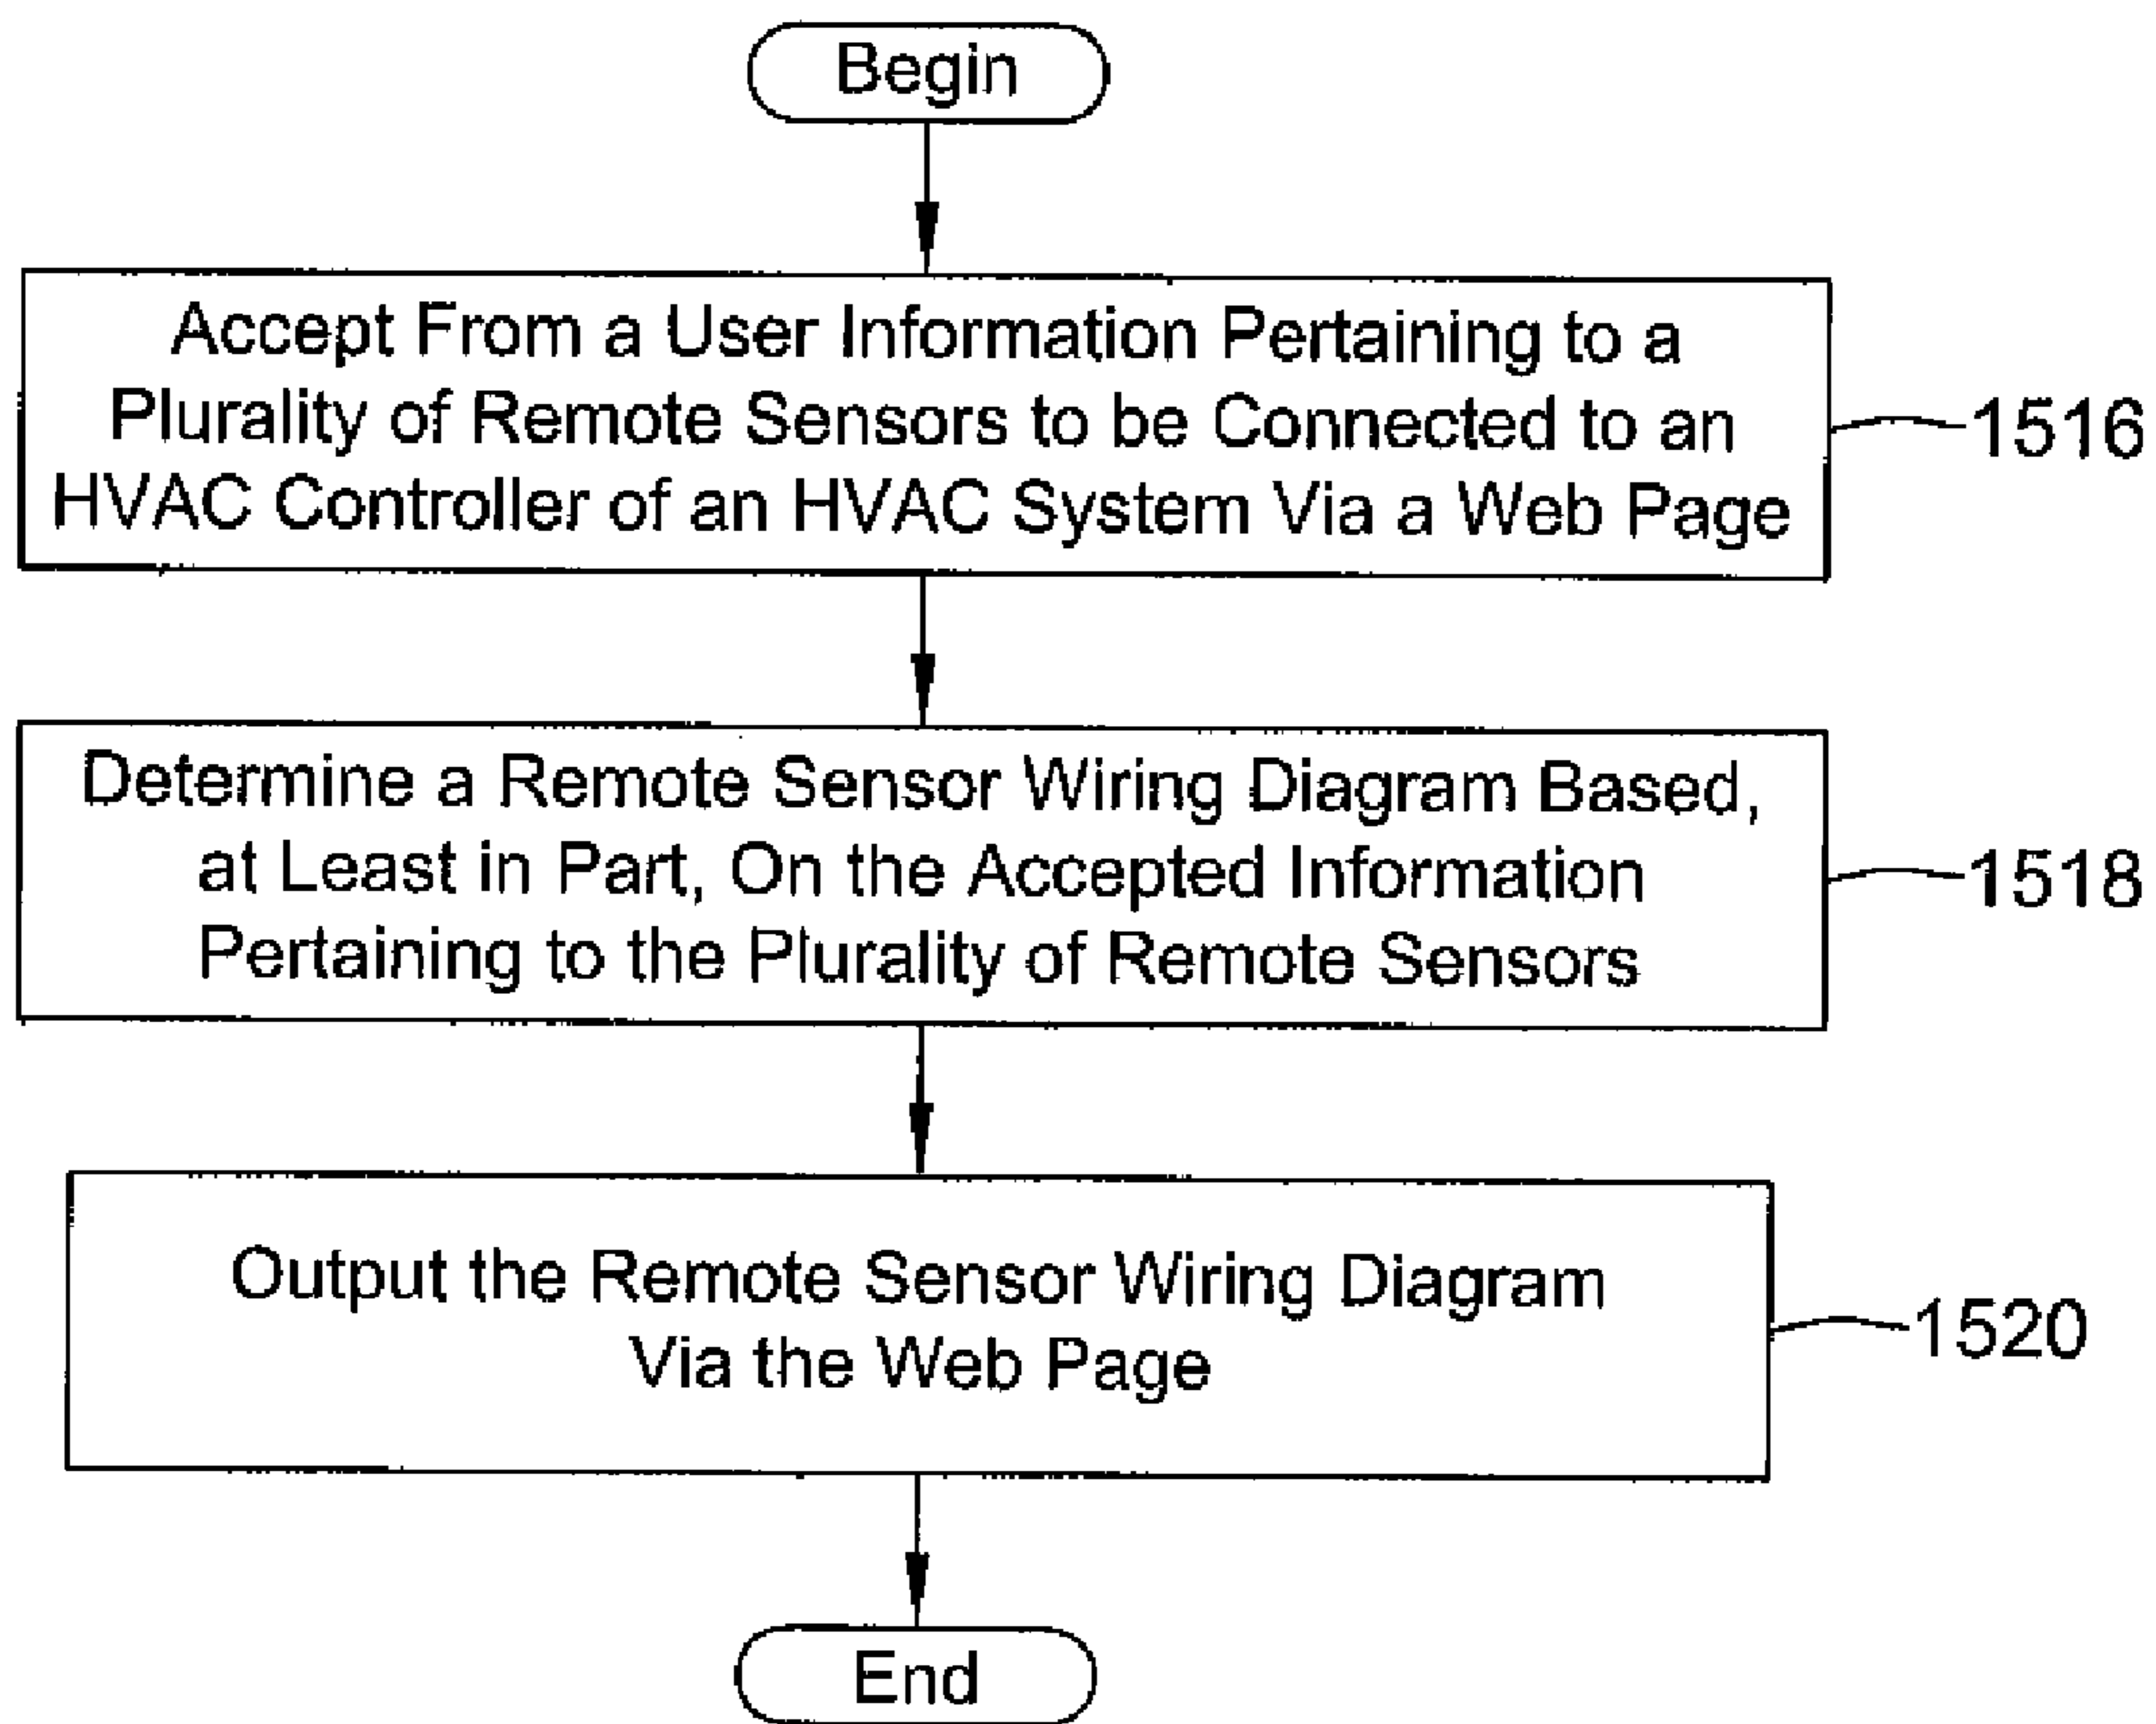 Begin
Accept From a User Information Pertaining to a
Plurality of Remote Sensors to be Connected to an
HVAC Controller of an HVAC System Via a Web Page
1516
Determine a Remote Sensor Wiring Diagram Based,
at Least in Part, On the Accepted Information
Pertaining to the Plurality of Remote Sensors
1518
Output the Remote Sensor Wiring Diagram
Via the Web Page
1520
End